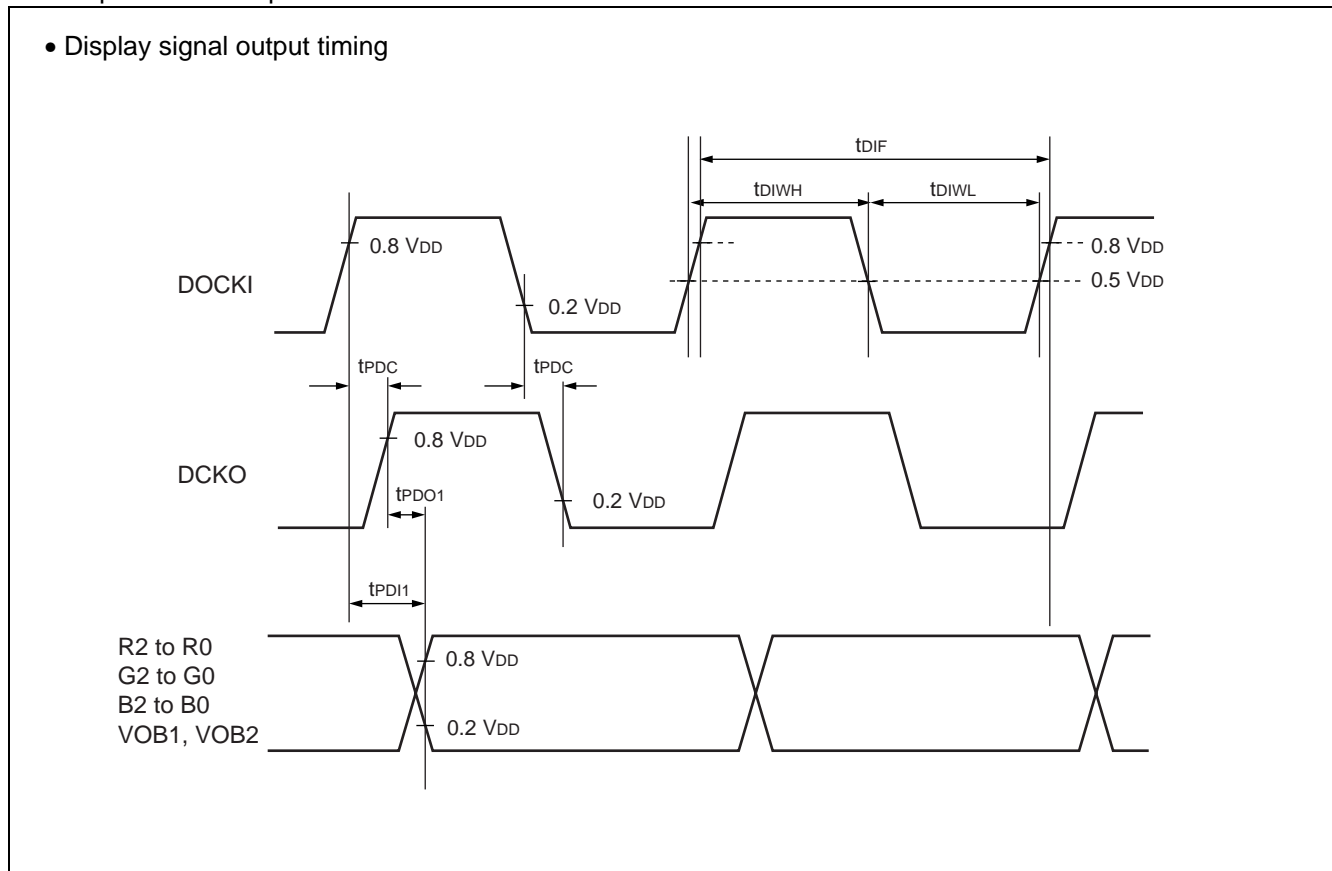 • Display signal output timing
tDIF
tDIWH
tDIWL
0.8 VDD
0.8 VDD
DOCKI
0.5 VDD
0.2 VDD
tPDC
tPDC
0.8 VDD
DCKO
tPDO1
0.2 VDD
tPDI1
R2 to R0
0.8 VDD
G2 to G0
B2 to B0
VOB1, VOB2
0.2 VDD